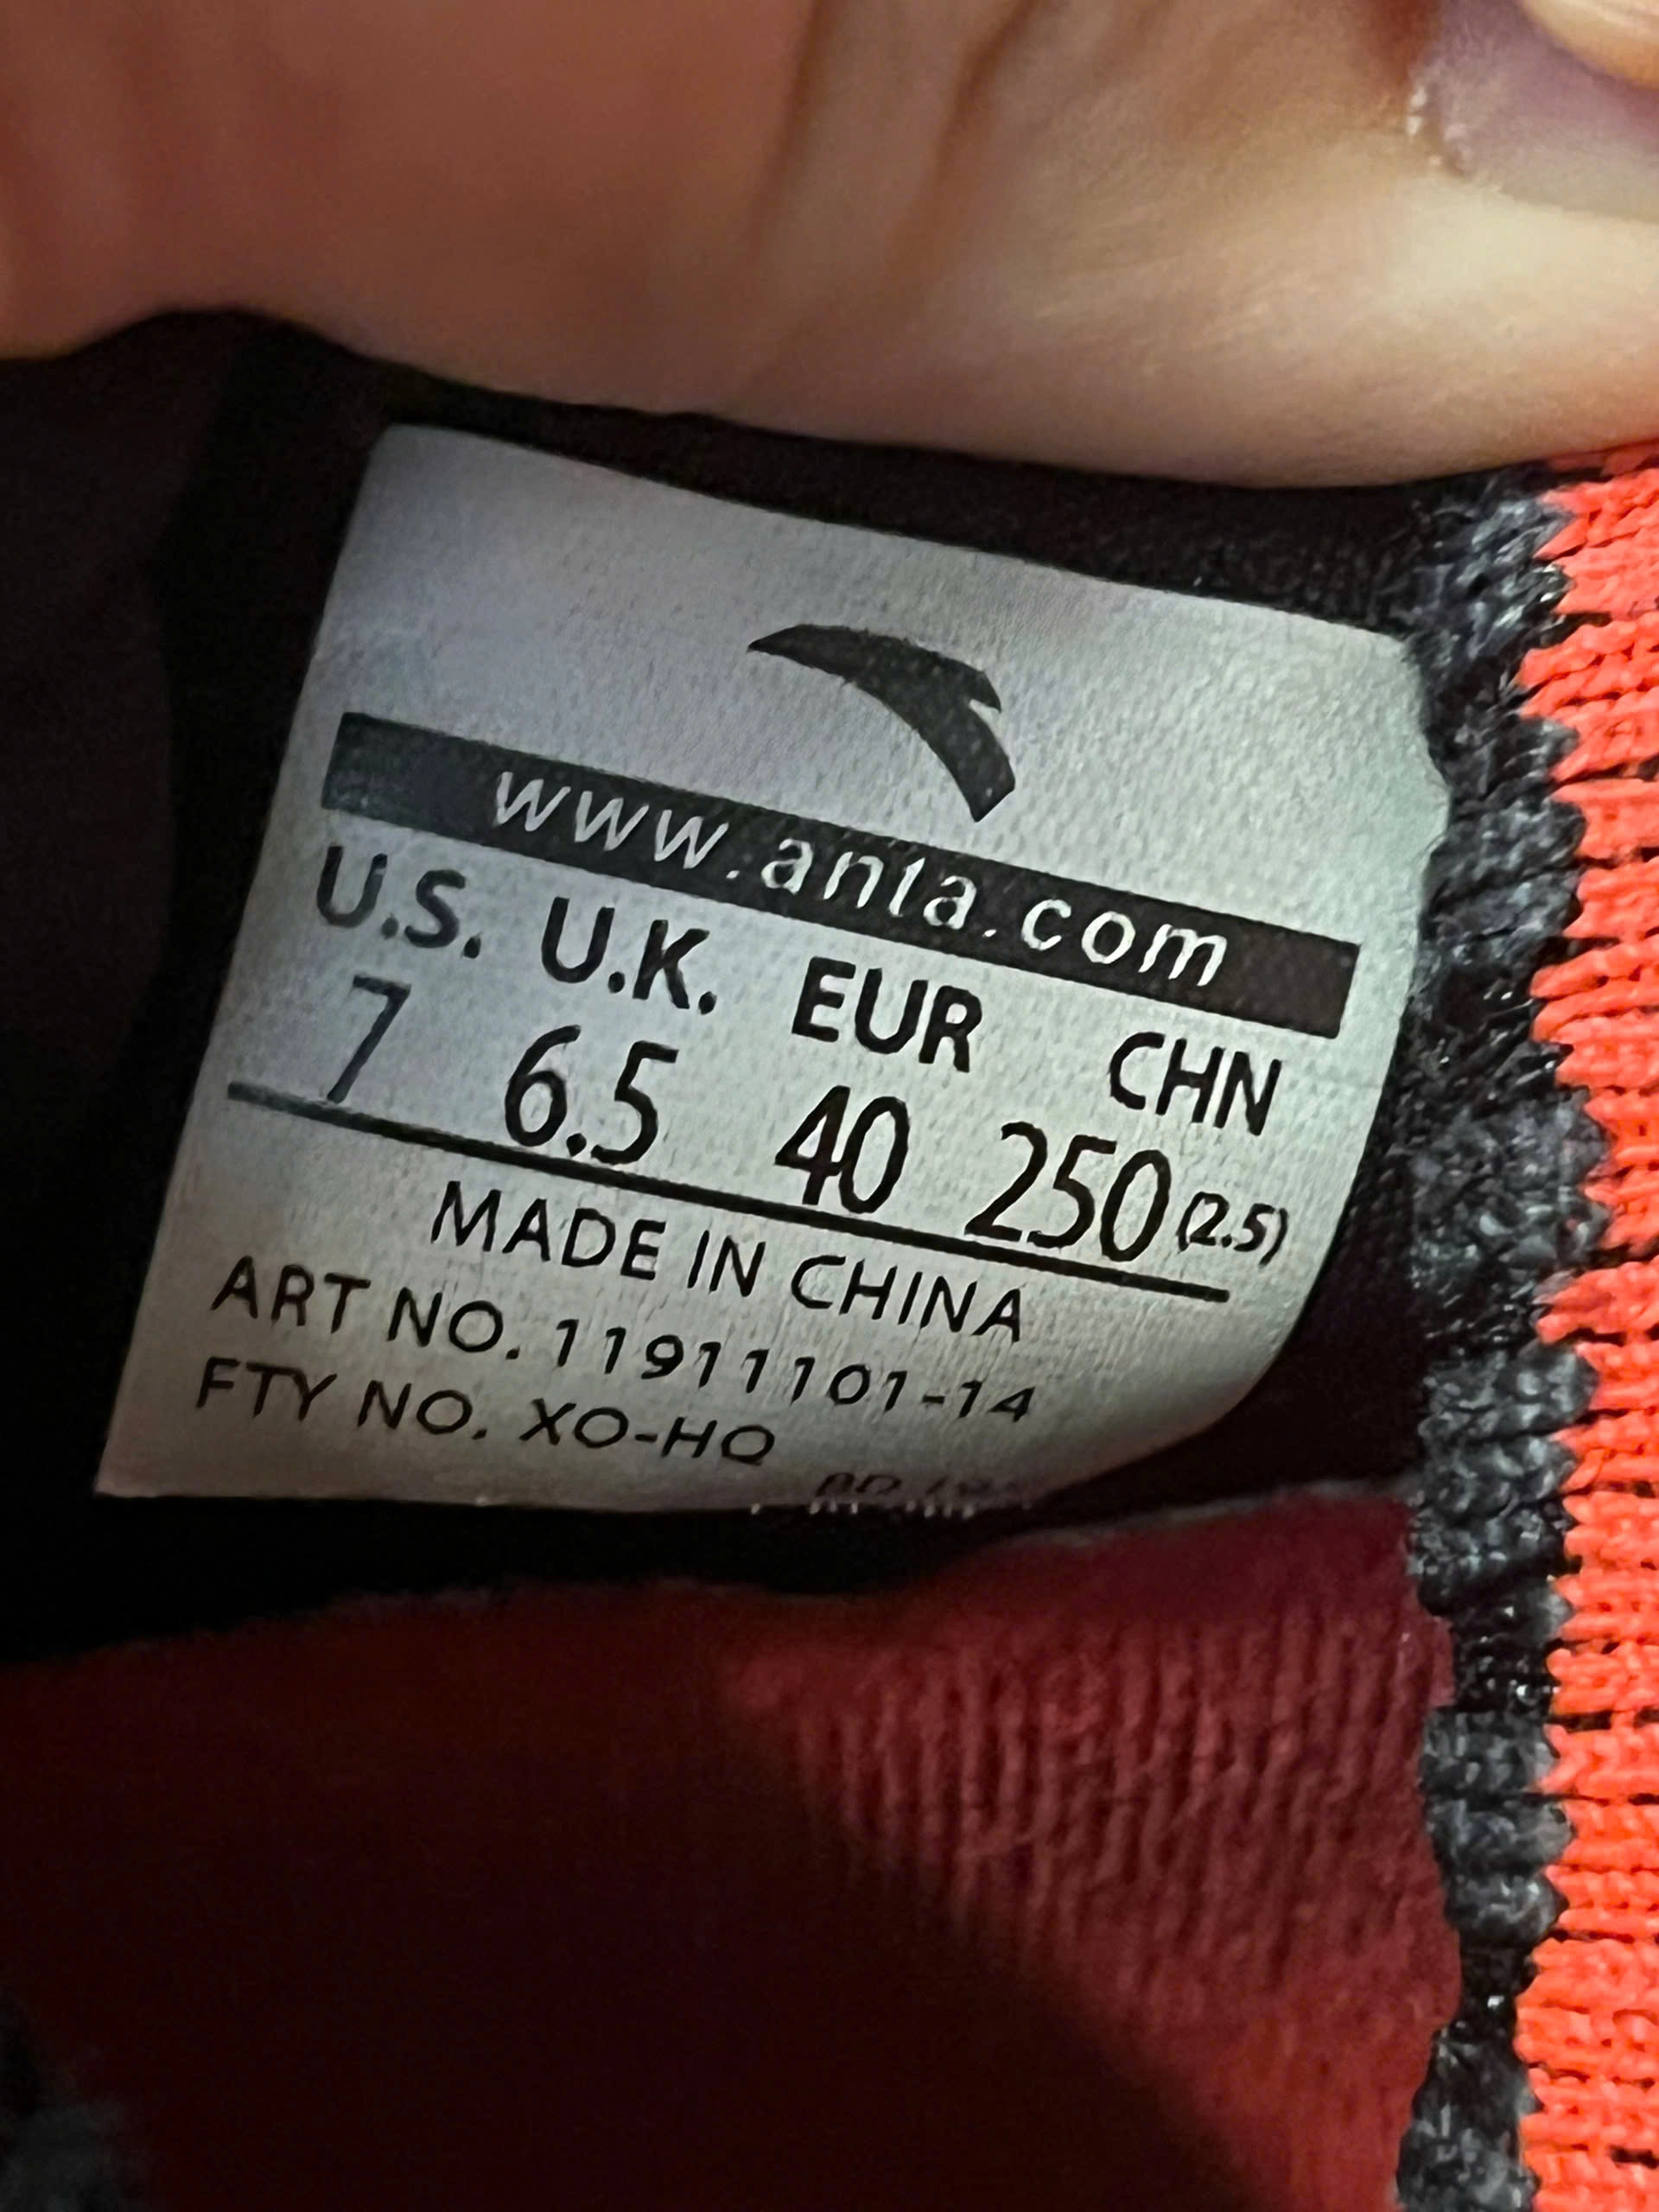 www.anta.com
U.S. U.K. EUR CHN
7 6.5 40 250(2.5)
MADE IN CHINA
ART NO. 11911101-14
FTY NO. XO-HQ